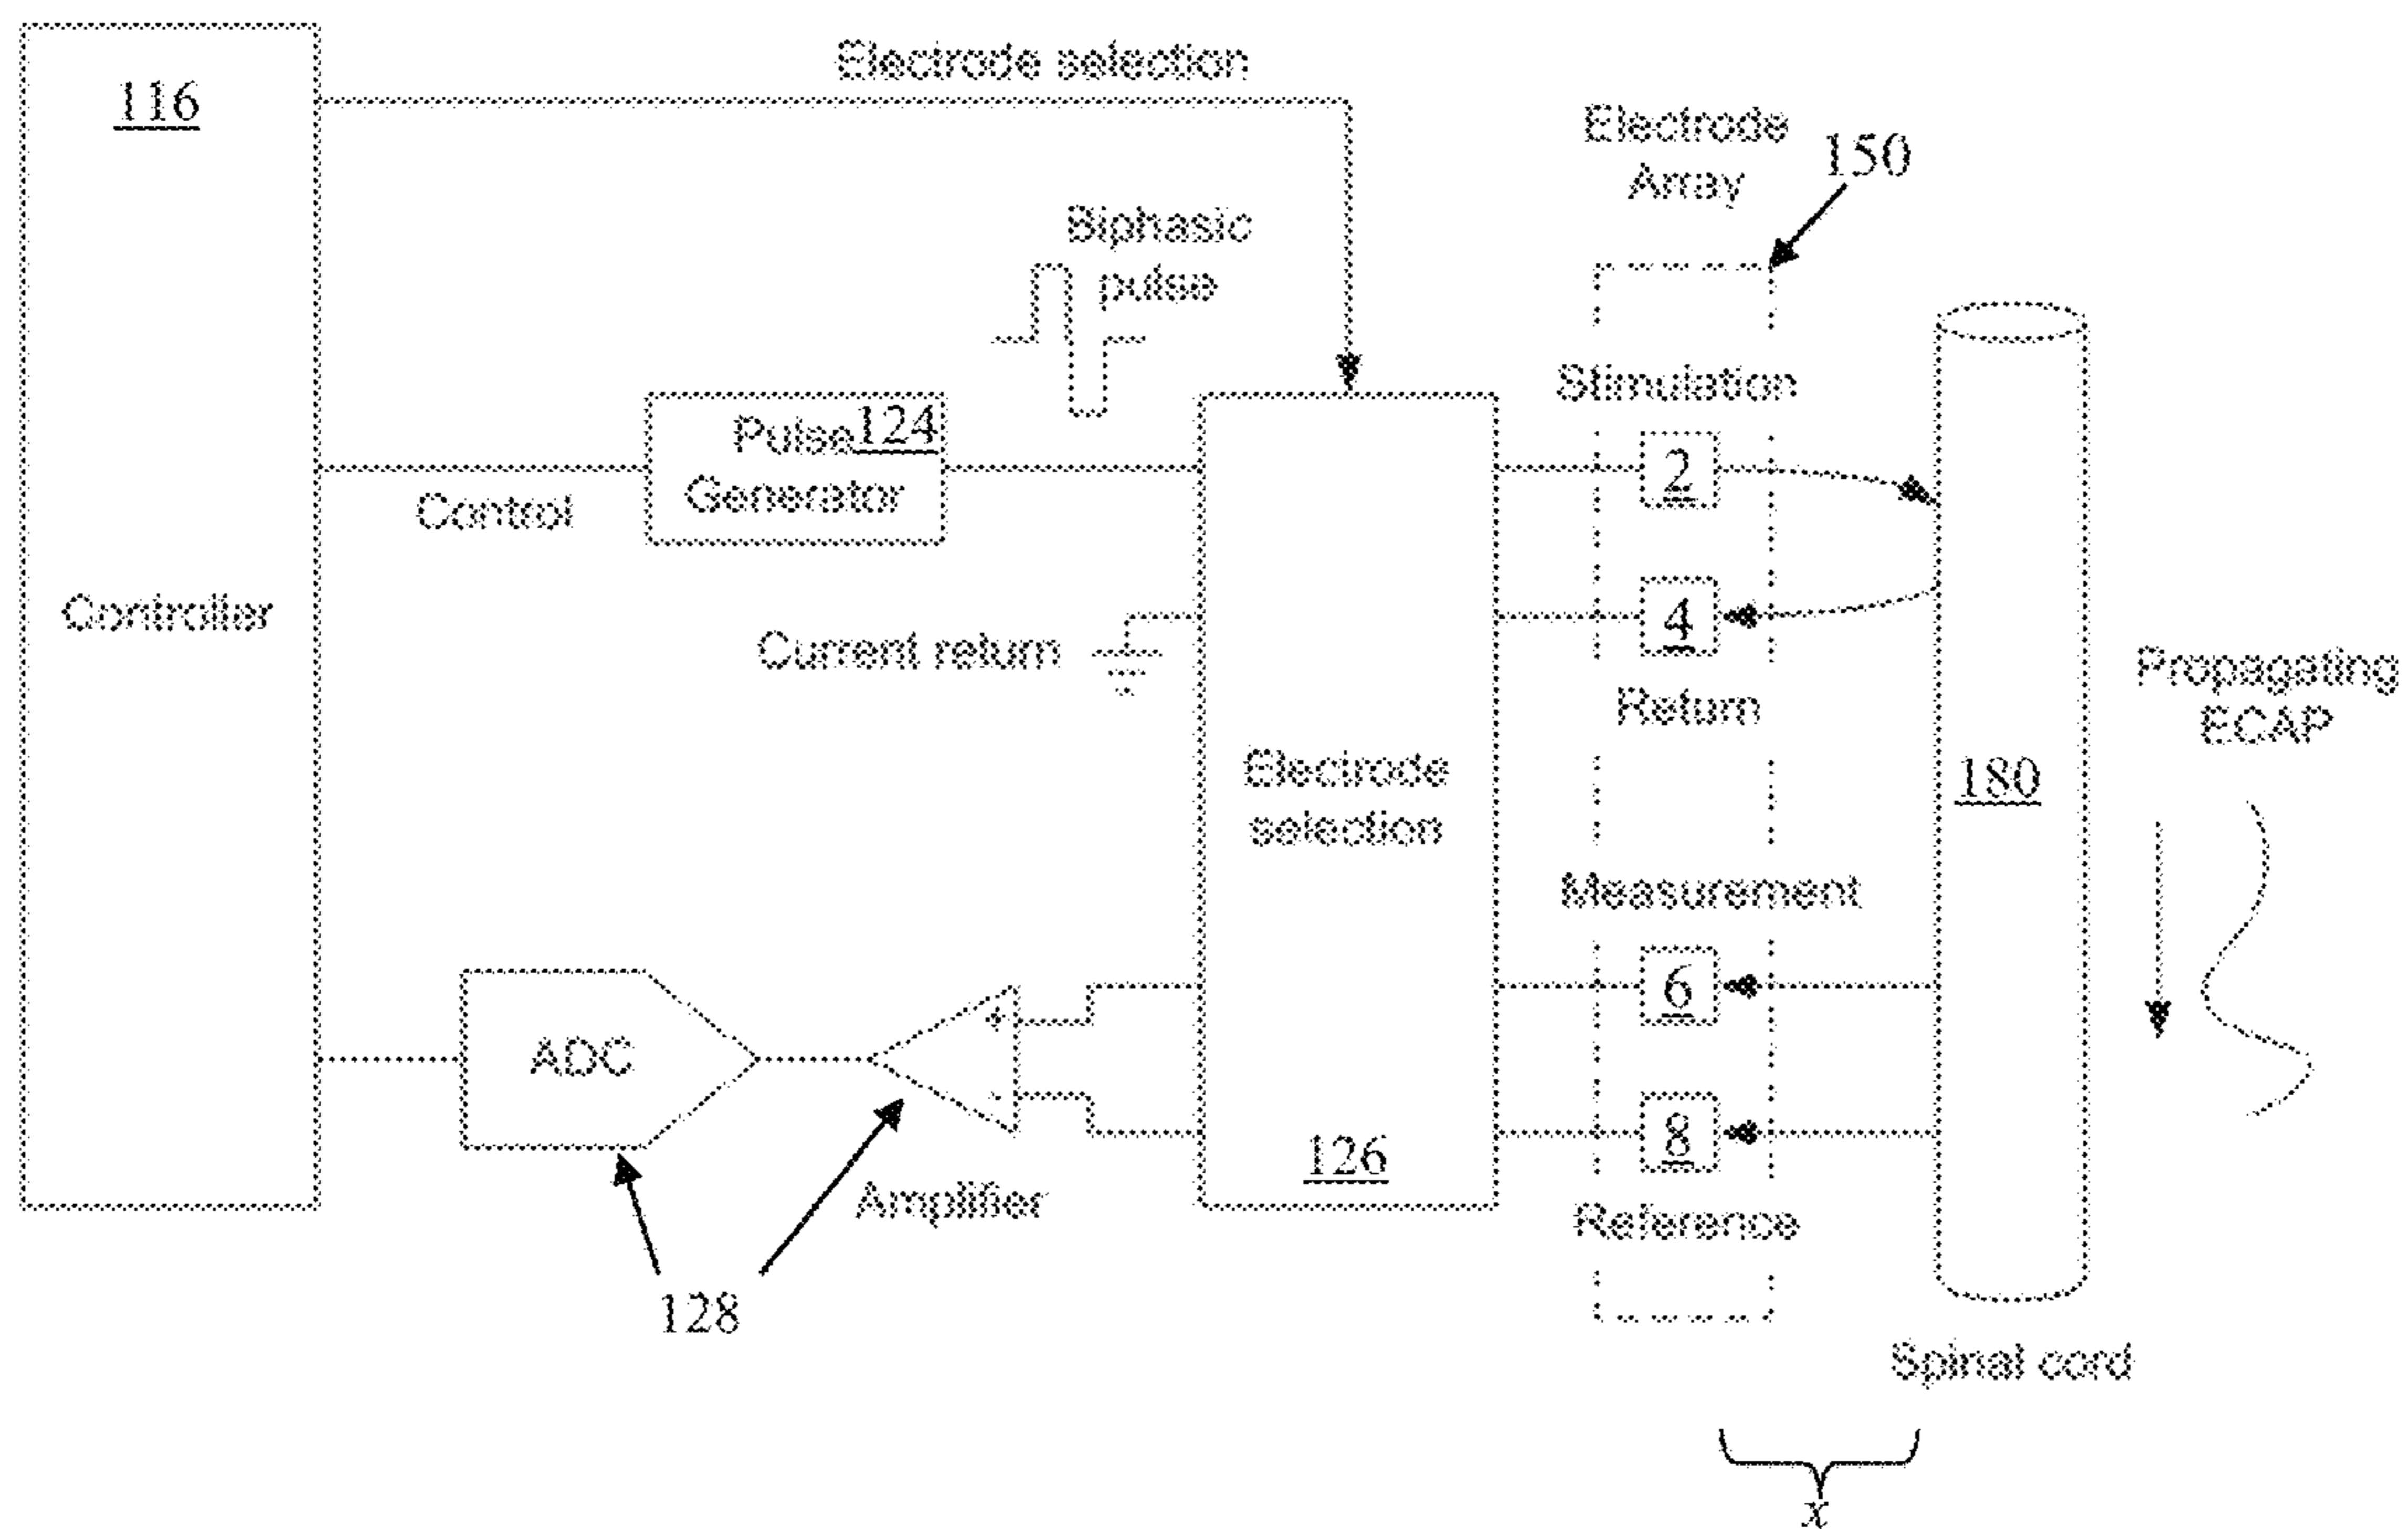 116
Electrode selection
Electrode
Array
150
Biphasic
pulse
Pulse 124
Generator
Stimulation
2
Control
Controller
4
Current return
Return
Propagating
ECAP
Electrode
selection
180
Measurement
6
+
ADC
-
8
126
Amplifier
Reference
128
Spinal cord
x